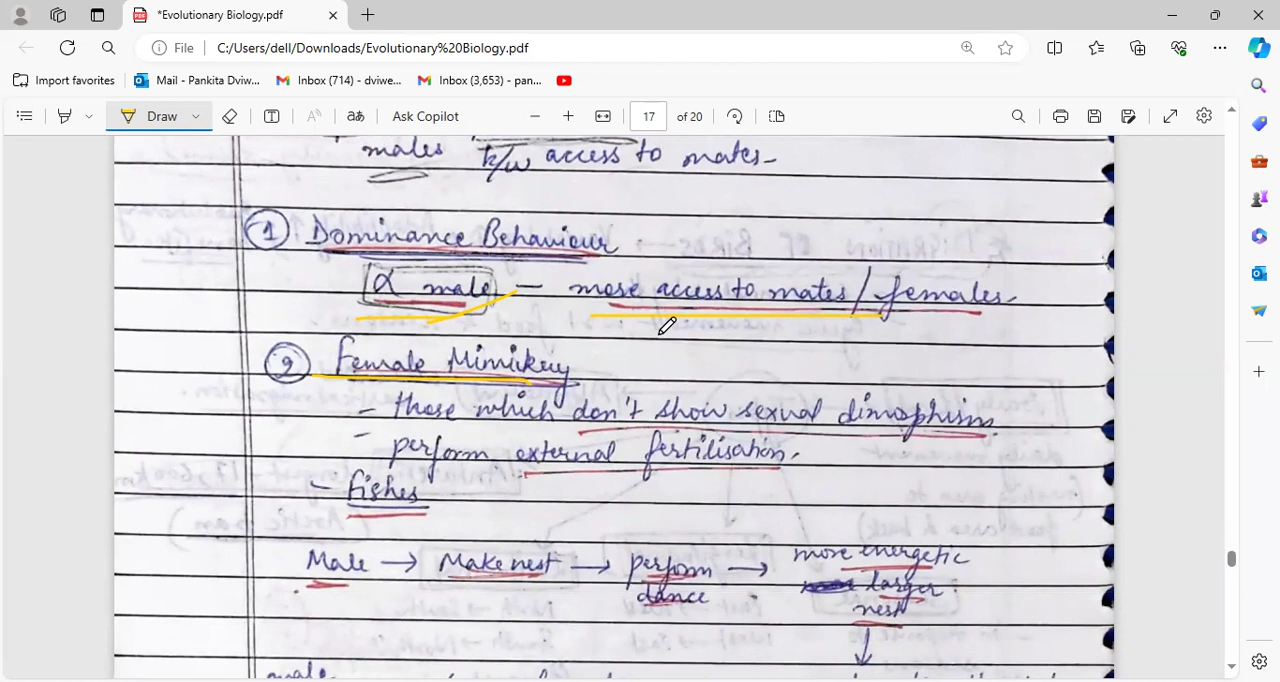 *Evolutionary Biology.pdf
File C:/Users/dell/Downloads/Evolutionary%20Biology.pdf
Import favorites Mail - Pankita Dviw... Inbox (714) - dviwe... Inbox (3,653) - pan...
Draw Ask Copilot 17 of 20
males k/w access to mates-
① Dominance Behaviour
α male - more access to mates/females
② Female Mimickry
- those which don't show sexual dimophism.
- perform external fertilisation.
- fishes
Male → Make nest → perform → more energetic
dance larger
nest
male